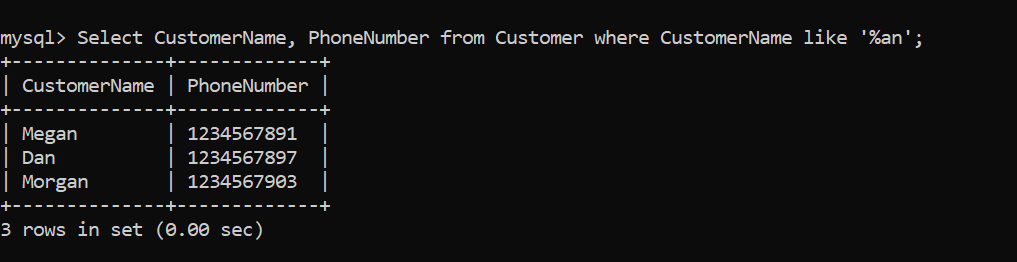 mysql> Select CustomerName, PhoneNumber from Customer where CustomerName like '%an';
+--------------+-------------+
| CustomerName | PhoneNumber |
+--------------+-------------+
| Megan        | 1234567891  |
| Dan          | 1234567897  |
| Morgan       | 1234567903  |
+--------------+-------------+
3 rows in set (0.00 sec)